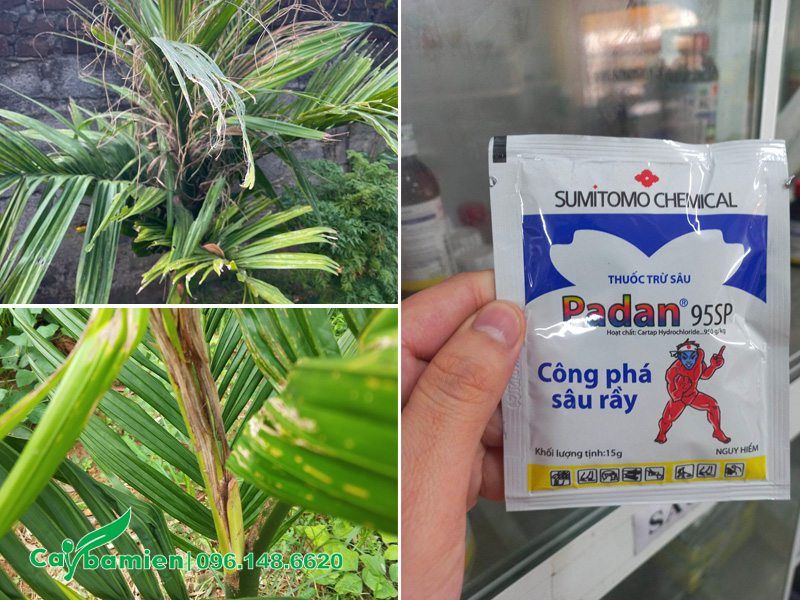 SUMITOMO CHEMICAL
THUỐC TRỪ SÂU
Padan® 95SP
Hoạt chất: Cartap Hydrochloride...950 g/kg
Công phá
sâu rầy
Khối lượng tịnh:15g
NGUY HIỂM
Caybamien | 096.148.6620